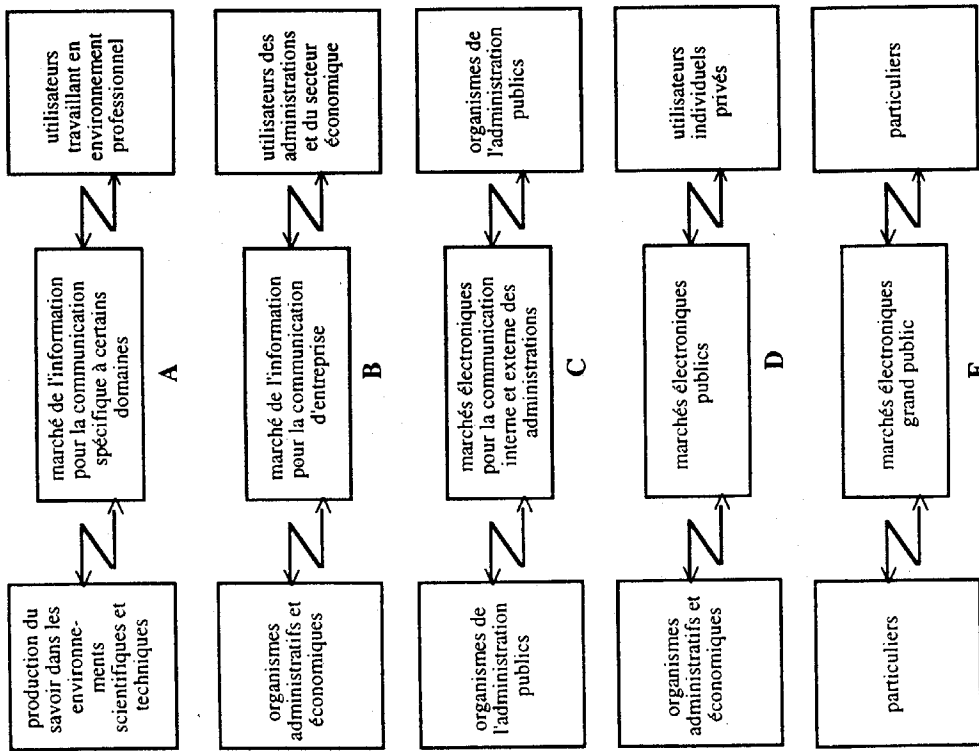 production du
savoir dans les
environne-
ments
scientifiques et
techniques
marché de l'information
pour la communication
spécifique à certains
domaines
utilisateurs
travaillant en
environnement
professionnel
A
organismes
administratifs et
économiques
marché de l'information
pour la communication
d'entreprise
utilisateurs des
administrations
et du secteur
économique
B
organismes de
l'administration
publics
marchés électroniques
pour la communication
interne et externe des
administrations
organismes de
l'administration
publics
C
organismes
administratifs et
économiques
marchés électroniques
publics
utilisateurs
individuels
privés
D
particuliers
marchés électroniques
grand public
particuliers
E